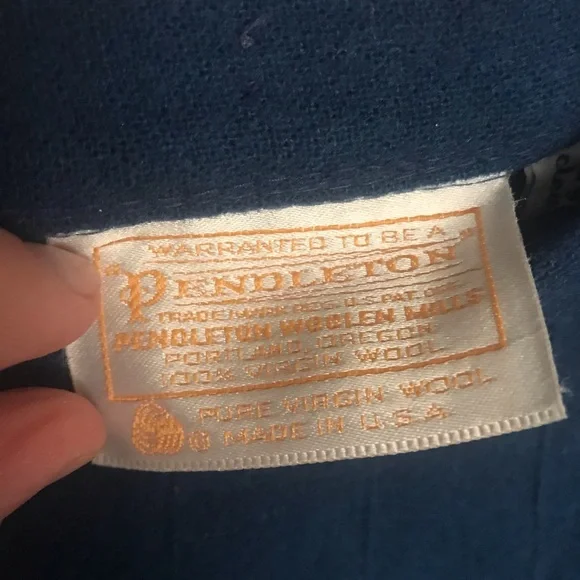 WARRANTED TO BE A
"PENDLETON"
TRADE MARK REG. U.S. PAT. OFF.
PENDLETON WOOLEN MILLS
PORTLAND, OREGON
100% VIRGIN WOOL
PURE VIRGIN WOOL
® MADE IN U.S.A.